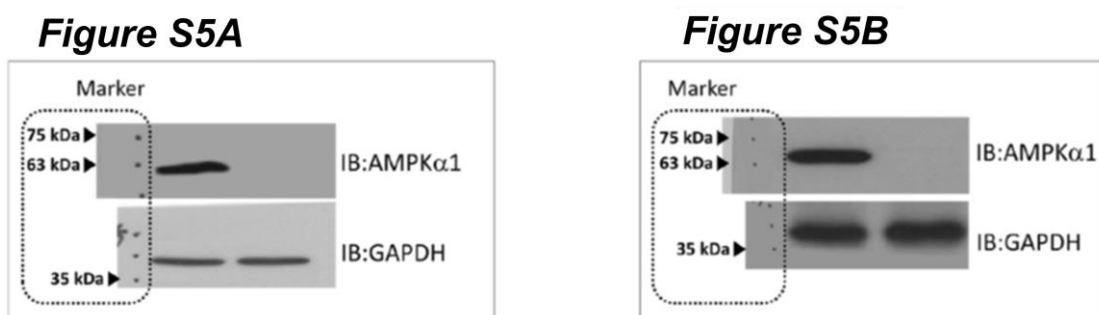 Figure S5A
Marker
75 kDa
63 kDa
IB:AMPKα1
IB:GAPDH
35 kDa
Figure S5B
Marker
75 kDa
63 kDa
IB:AMPKα1
IB:GAPDH
35 kDa